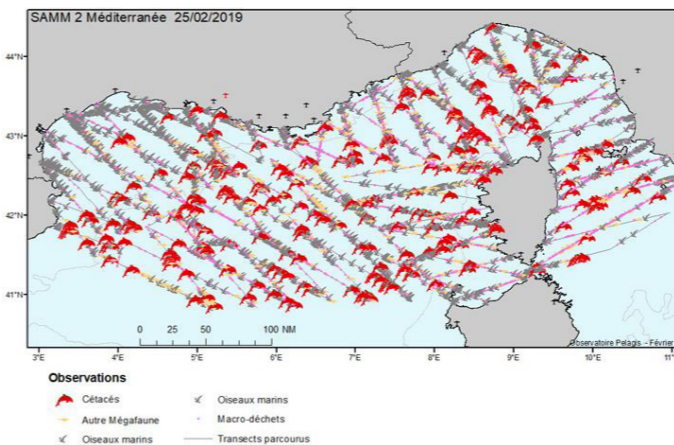 SAMM 2 Méditerranée 25/02/2019
44°N
43°N
42°N
41°N
0 25 50 100 NM
Observatoire Pelagis - Février
3°E 4°E 5°E 6°E 7°E 8°E 9°E 10°E 11°E
Observations
Cétacés
Oiseaux marins
Autre Mégafaune
Macro-déchets
Oiseaux marins
Transects parcourus